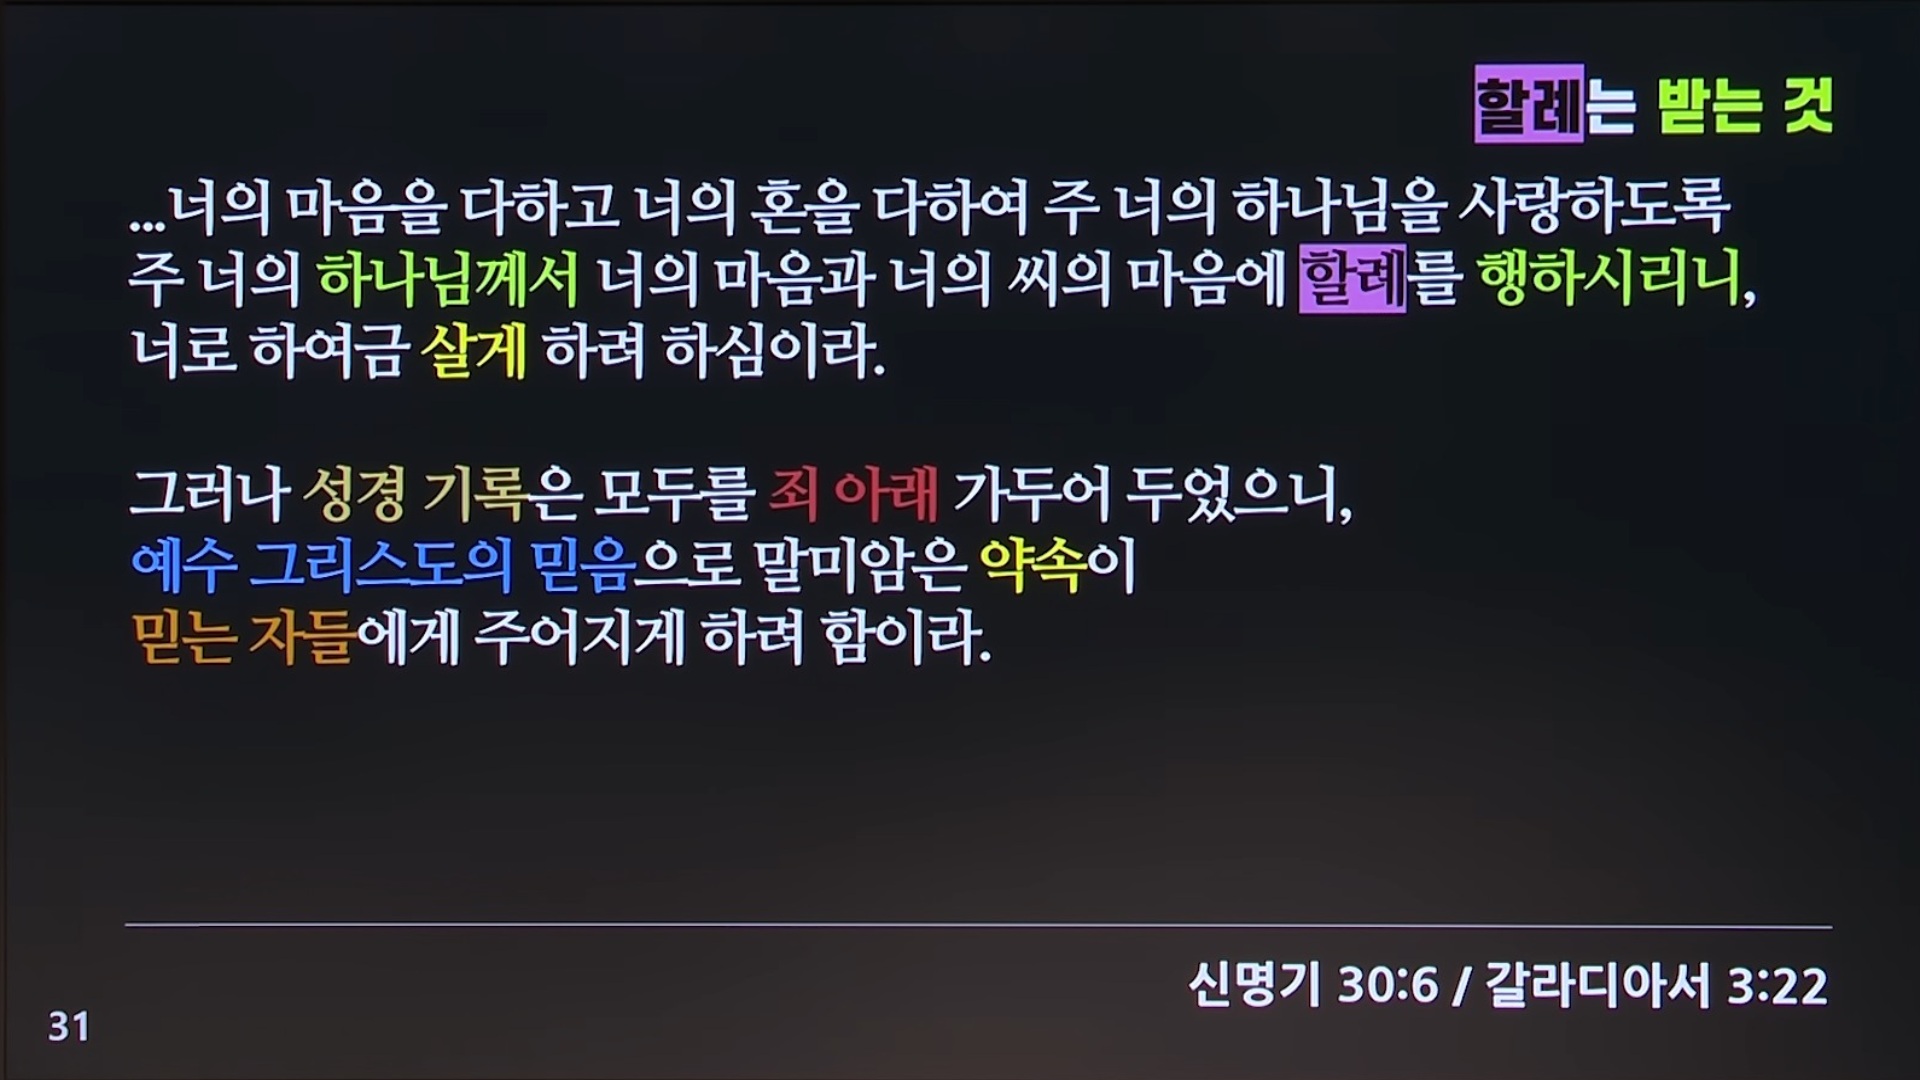 할례는 받는 것
...너의 마음을 다하고 너의 혼을 다하여 주 너의 하나님을 사랑하도록
주 너의 하나님께서 너의 마음과 너의 씨의 마음에 할례를 행하시리니,
너로 하여금 살게 하려 하심이라.
그러나 성경 기록은 모두를 죄 아래 가두어 두었으니,
예수 그리스도의 믿음으로 말미암은 약속이
믿는 자들에게 주어지게 하려 함이라.
신명기 30:6 / 갈라디아서 3:22
31